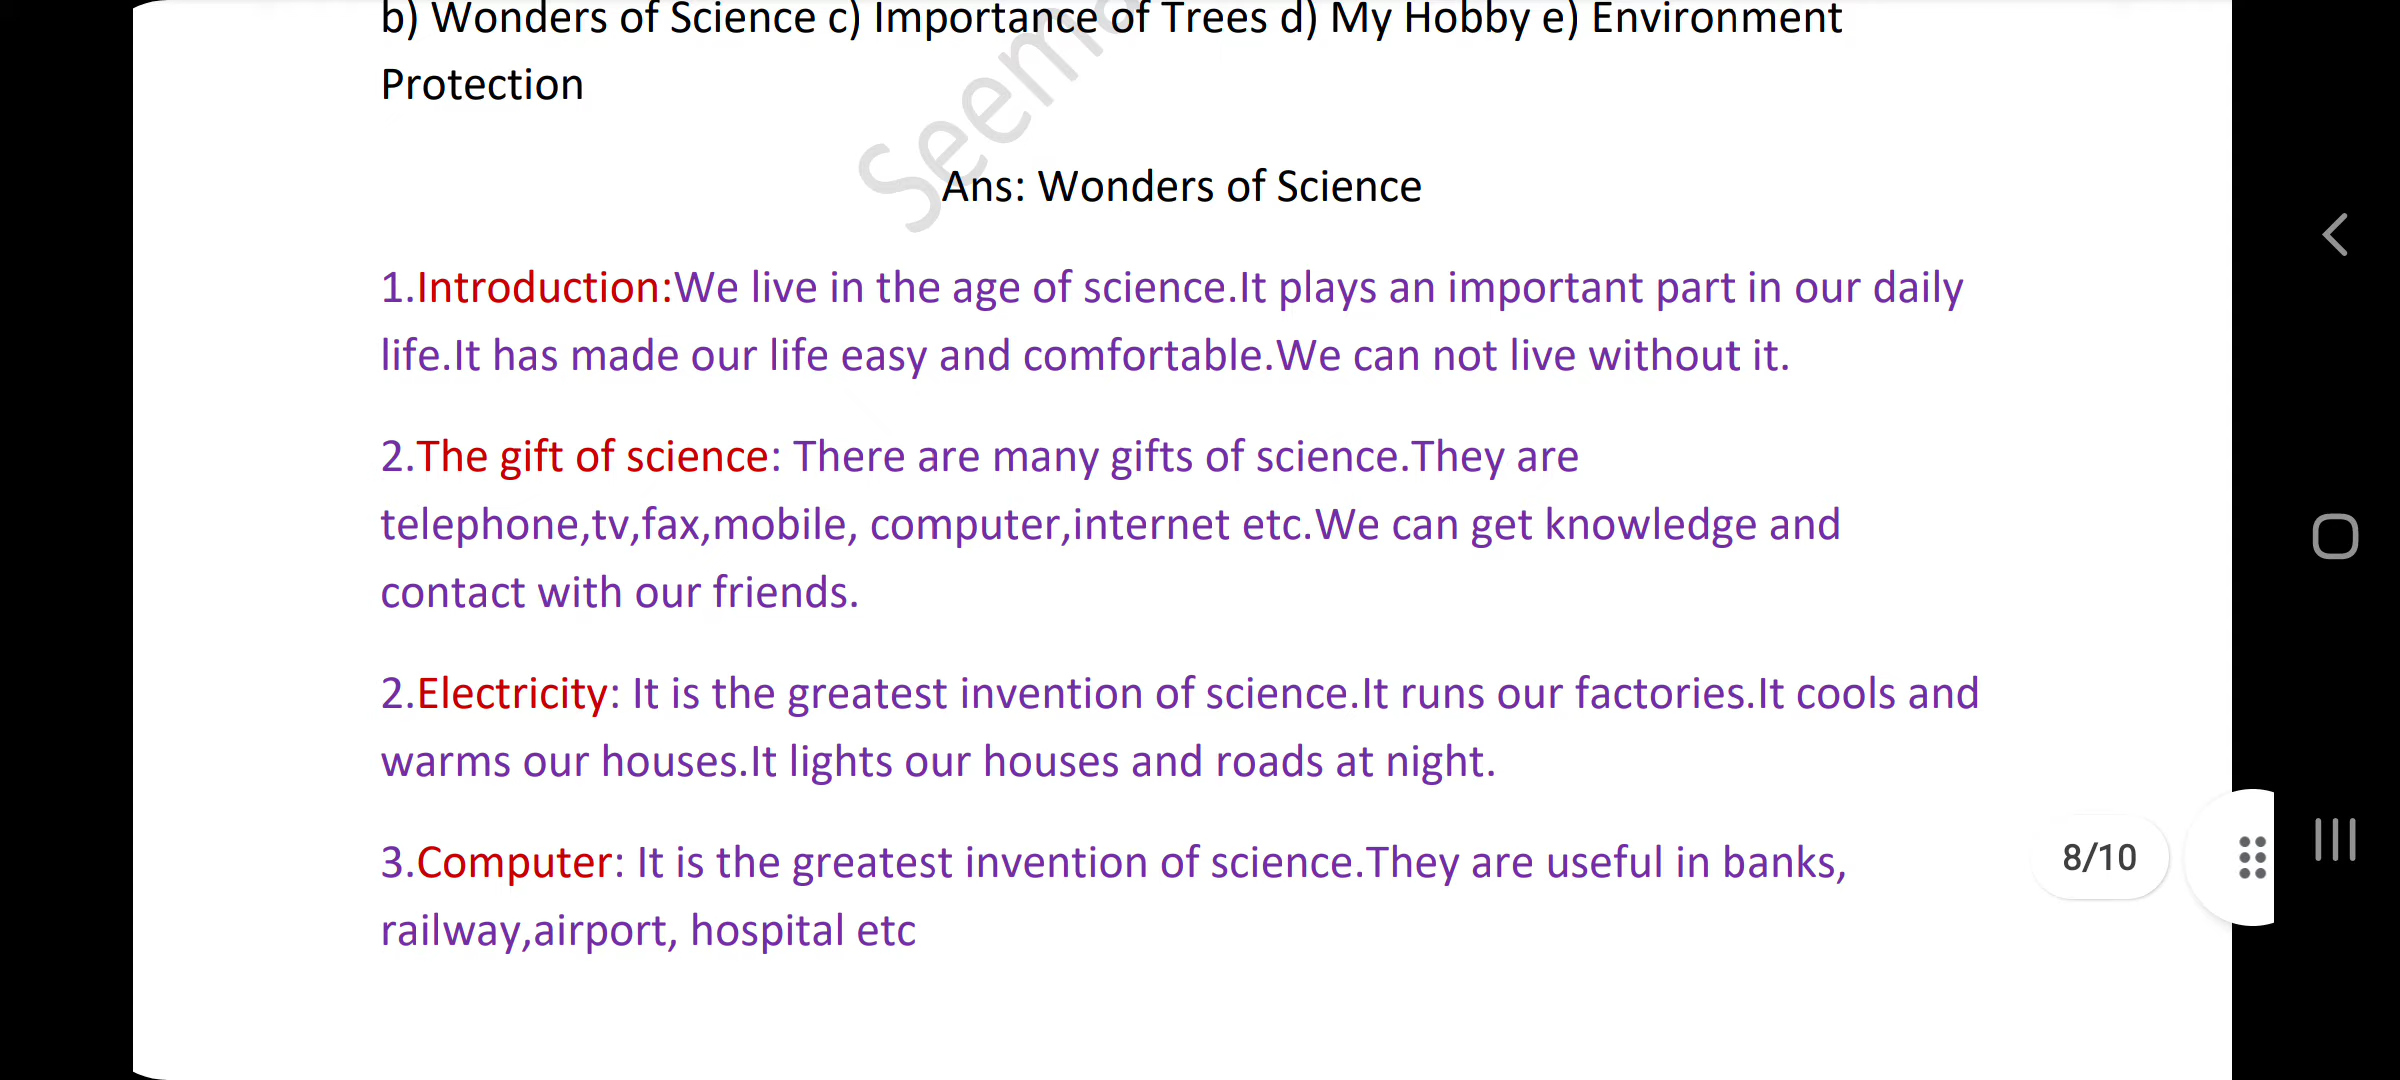 b) Wonders of Science c) Importance of Trees d) My Hobby e) Environment
Protection
Ans: Wonders of Science
1.Introduction:We live in the age of science.It plays an important part in our daily
life.It has made our life easy and comfortable.We can not live without it.
2.The gift of science: There are many gifts of science.They are
telephone,tv,fax,mobile, computer,internet etc.We can get knowledge and
contact with our friends.
2.Electricity: It is the greatest invention of science.It runs our factories.It cools and
warms our houses.It lights our houses and roads at night.
3.Computer: It is the greatest invention of science.They are useful in banks,
railway,airport, hospital etc
8/10